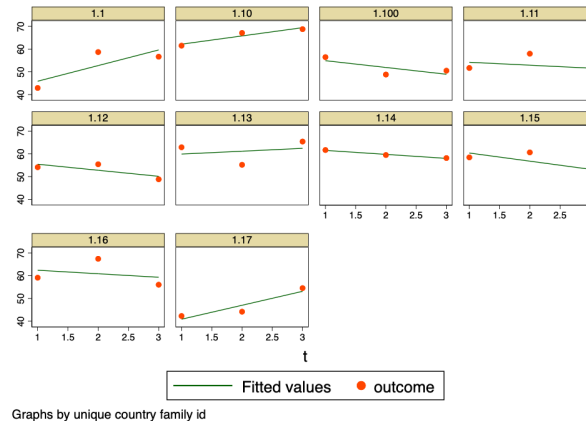 1.1 1.10 1.100 1.11
70
60
50
40
1.12 1.13 1.14 1.15
70
60
50
40
1 1.5 2 2.5 3 1 1.5 2 2.5
1.16 1.17
70
60
50
40
1 1.5 2 2.5 3 1 1.5 2 2.5 3
t
Fitted values outcome
Graphs by unique country family id